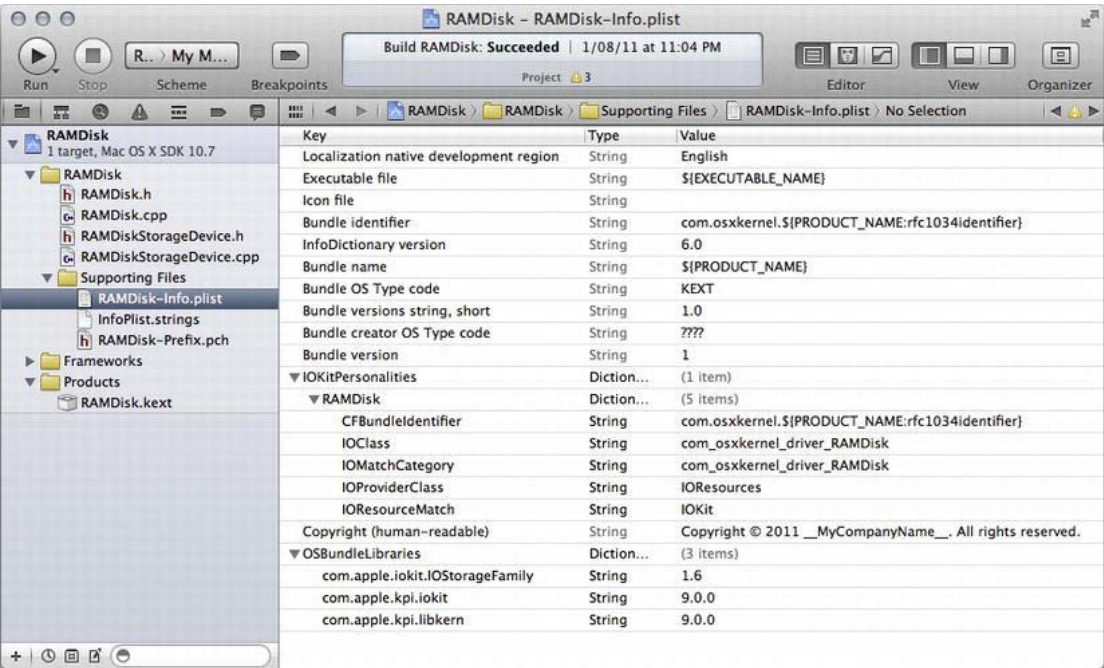 RAMDisk – RAMDisk-Info.plist
R.. › My M...
Build RAMDisk: Succeeded | 1/08/11 at 11:04 PM
Project 3
Run Stop Scheme Breakpoints Editor View Organizer
RAMDisk › RAMDisk › Supporting Files › RAMDisk-Info.plist › No Selection
RAMDisk
1 target, Mac OS X SDK 10.7
RAMDisk
RAMDisk.h
RAMDisk.cpp
RAMDiskStorageDevice.h
RAMDiskStorageDevice.cpp
Supporting Files
RAMDisk-Info.plist
InfoPlist.strings
RAMDisk-Prefix.pch
Frameworks
Products
RAMDisk.kext
Key Type Value
Localization native development region String English
Executable file String ${EXECUTABLE_NAME}
Icon file String
Bundle identifier String com.osxkernel.${PRODUCT_NAME:rfc1034identifier}
InfoDictionary version String 6.0
Bundle name String ${PRODUCT_NAME}
Bundle OS Type code String KEXT
Bundle versions string, short String 1.0
Bundle creator OS Type code String ????
Bundle version String 1
IOKitPersonalities Diction... (1 item)
RAMDisk Diction... (5 items)
CFBundleIdentifier String com.osxkernel.${PRODUCT_NAME:rfc1034identifier}
IOClass String com_osxkernel_driver_RAMDisk
IOMatchCategory String com_osxkernel_driver_RAMDisk
IOProviderClass String IOResources
IOResourceMatch String IOKit
Copyright (human-readable) String Copyright © 2011 __MyCompanyName__. All rights reserved.
OSBundleLibraries Diction... (3 items)
com.apple.iokit.IOStorageFamily String 1.6
com.apple.kpi.iokit String 9.0.0
com.apple.kpi.libkern String 9.0.0